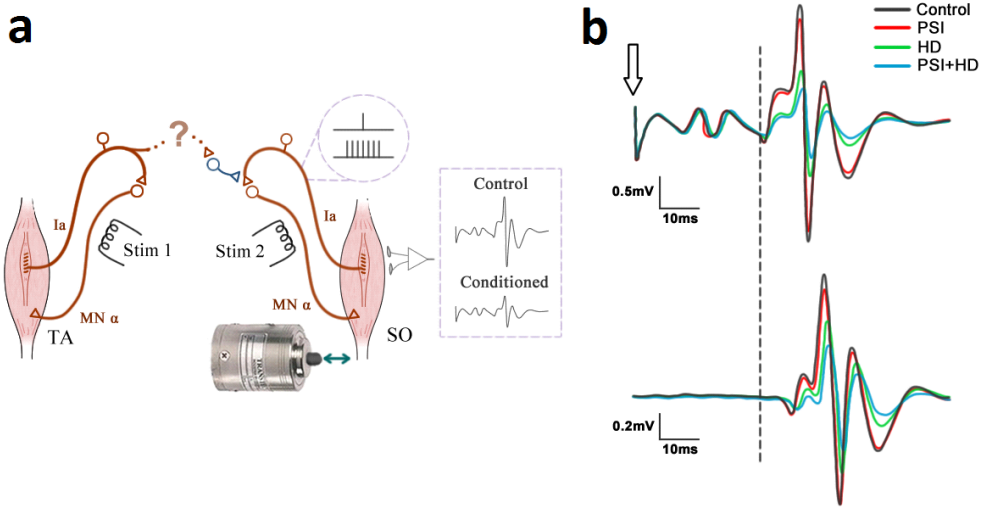 a
b
Control
PSI
HD
PSI+HD
?
Ia
Stim 1
Stim 2
Ia
MN α
MN α
TA
SO
Control
Conditioned
0.5mV
10ms
0.2mV
10ms